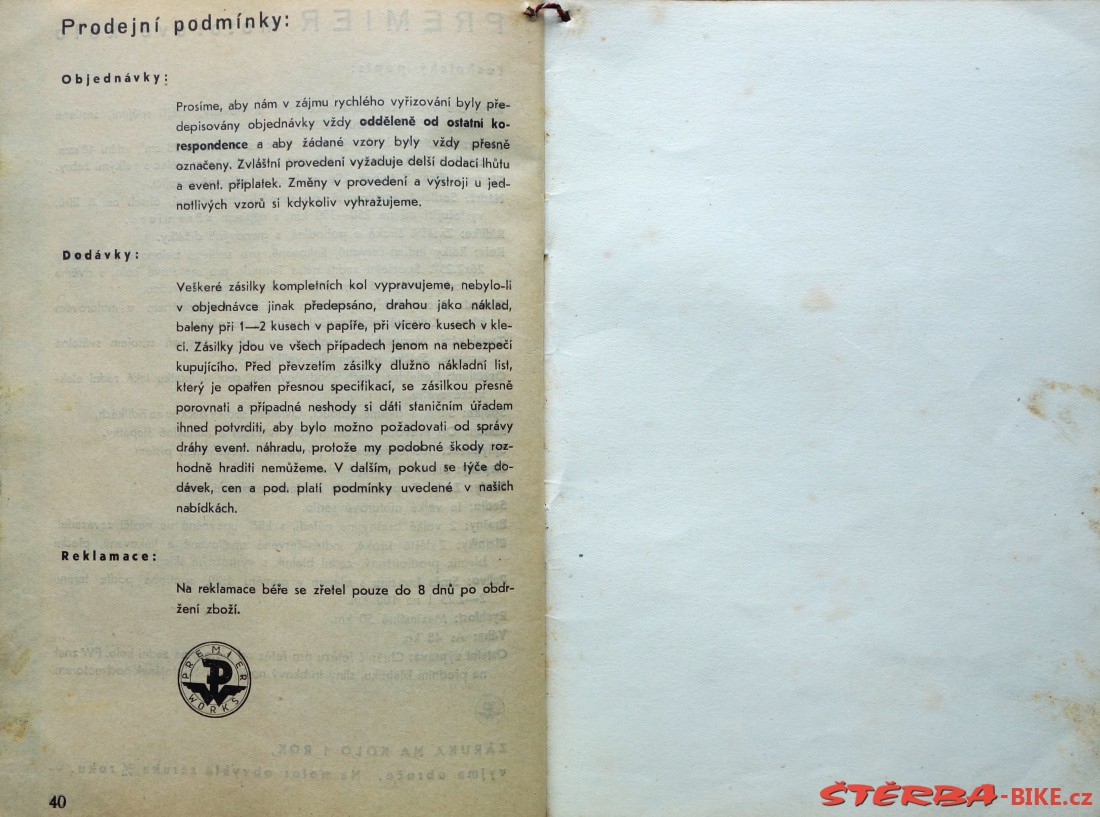 Prodejní podmínky:
Objednávky:
Prosíme, aby nám v zájmu rychlého vyřizování byly pře-
depisovány objednávky vždy odděleně od ostatní ko-
respondence a aby žádané vzory byly vždy přesně
označeny. Zvláštní provedení vyžaduje delší dodací lhůtu
a event. příplatek. Změny v provedení a výstroji u jed-
notlivých vzorů si kdykoliv vyhražujeme.
Dodávky:
Veškeré zásilky kompletních kol vypravujeme, nebylo-li
v objednávce jinak předepsáno, drahou jako náklad,
baleny při 1—2 kusech v papíře, při vícero kusech v kle-
ci. Zásilky jdou ve všech případech jenom na nebezpečí
kupujícího. Před převzetím zásilky dlužno nákladní list,
který je opatřen přesnou specifikací, se zásilkou přesně
porovnati a případné neshody si dáti staničním úřadem
ihned potvrditi, aby bylo možno požadovati od správy
dráhy event. náhradu, protože my podobné škody roz-
hodně hraditi nemůžeme. V dalším, pokud se týče do-
dávek, cen a pod. platí podmínky uvedené v našich
nabídkách.
Reklamace:
Na reklamace béře se zřetel pouze do 8 dnů po obdr-
žení zboží.
PREMIER
PW
WORKS
40
ŠTĚRBA-BIKE.cz